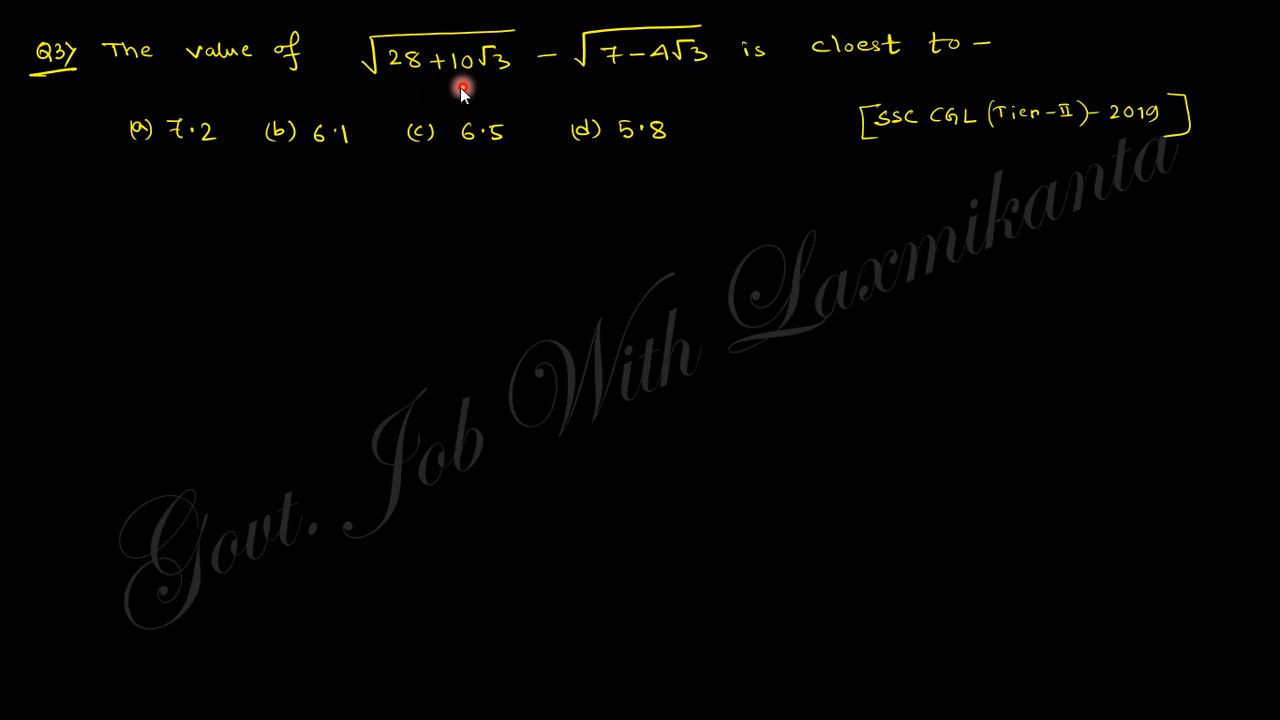 Q3) The value of √(28+10√3) − √(7−4√3) is cloest to −
(a) 7.2 (b) 6.1 (c) 6.5 (d) 5.8 [SSC CGL (Tier-II)-2019]
Govt. Job With Laxmikanta